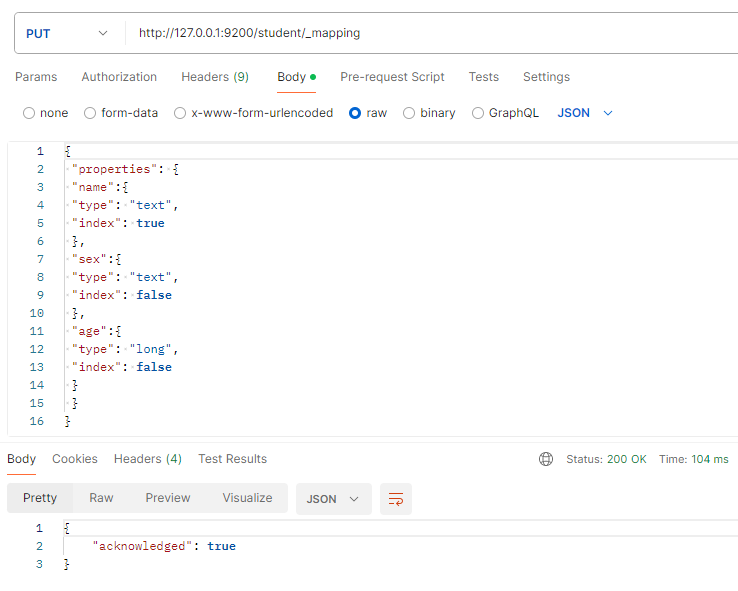 PUT http://127.0.0.1:9200/student/_mapping
Params Authorization Headers (9) Body Pre-request Script Tests Settings
none form-data x-www-form-urlencoded raw binary GraphQL JSON
1 {
2 "properties": {
3 "name":{
4 "type": "text",
5 "index": true
6 },
7 "sex":{
8 "type": "text",
9 "index": false
10 },
11 "age":{
12 "type": "long",
13 "index": false
14 }
15 }
16 }
Body Cookies Headers (4) Test Results Status: 200 OK Time: 104 ms
Pretty Raw Preview Visualize JSON
1 {
2 "acknowledged": true
3 }